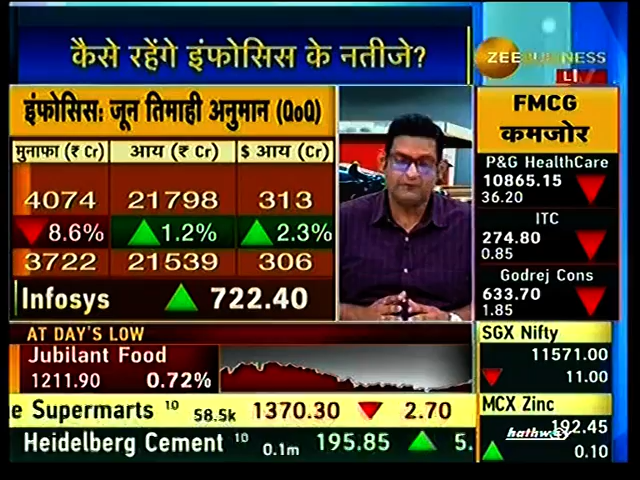 कैसे रहेंगे इंफोसिस के नतीजे?
ZEE BUSINESS
इंफोसिस: जून तिमाही अनुमान (QoQ)
मुनाफा (₹ Cr) आय (₹ Cr) $ आय (Cr)
4074 21798 313
8.6% 1.2% 2.3%
3722 21539 306
Infosys 722.40
FMCG
कमजोर
P&G HealthCare
10865.15
36.20
ITC
274.80
0.85
Godrej Cons
633.70
1.85
AT DAY'S LOW
Jubilant Food
1211.90 0.72%
SGX Nifty
11571.00
11.00
MCX Zinc
192.45
0.10
hathway
e Supermarts 10 58.5k 1370.30 2.70
Heidelberg Cement 10 0.1m 195.85 5.